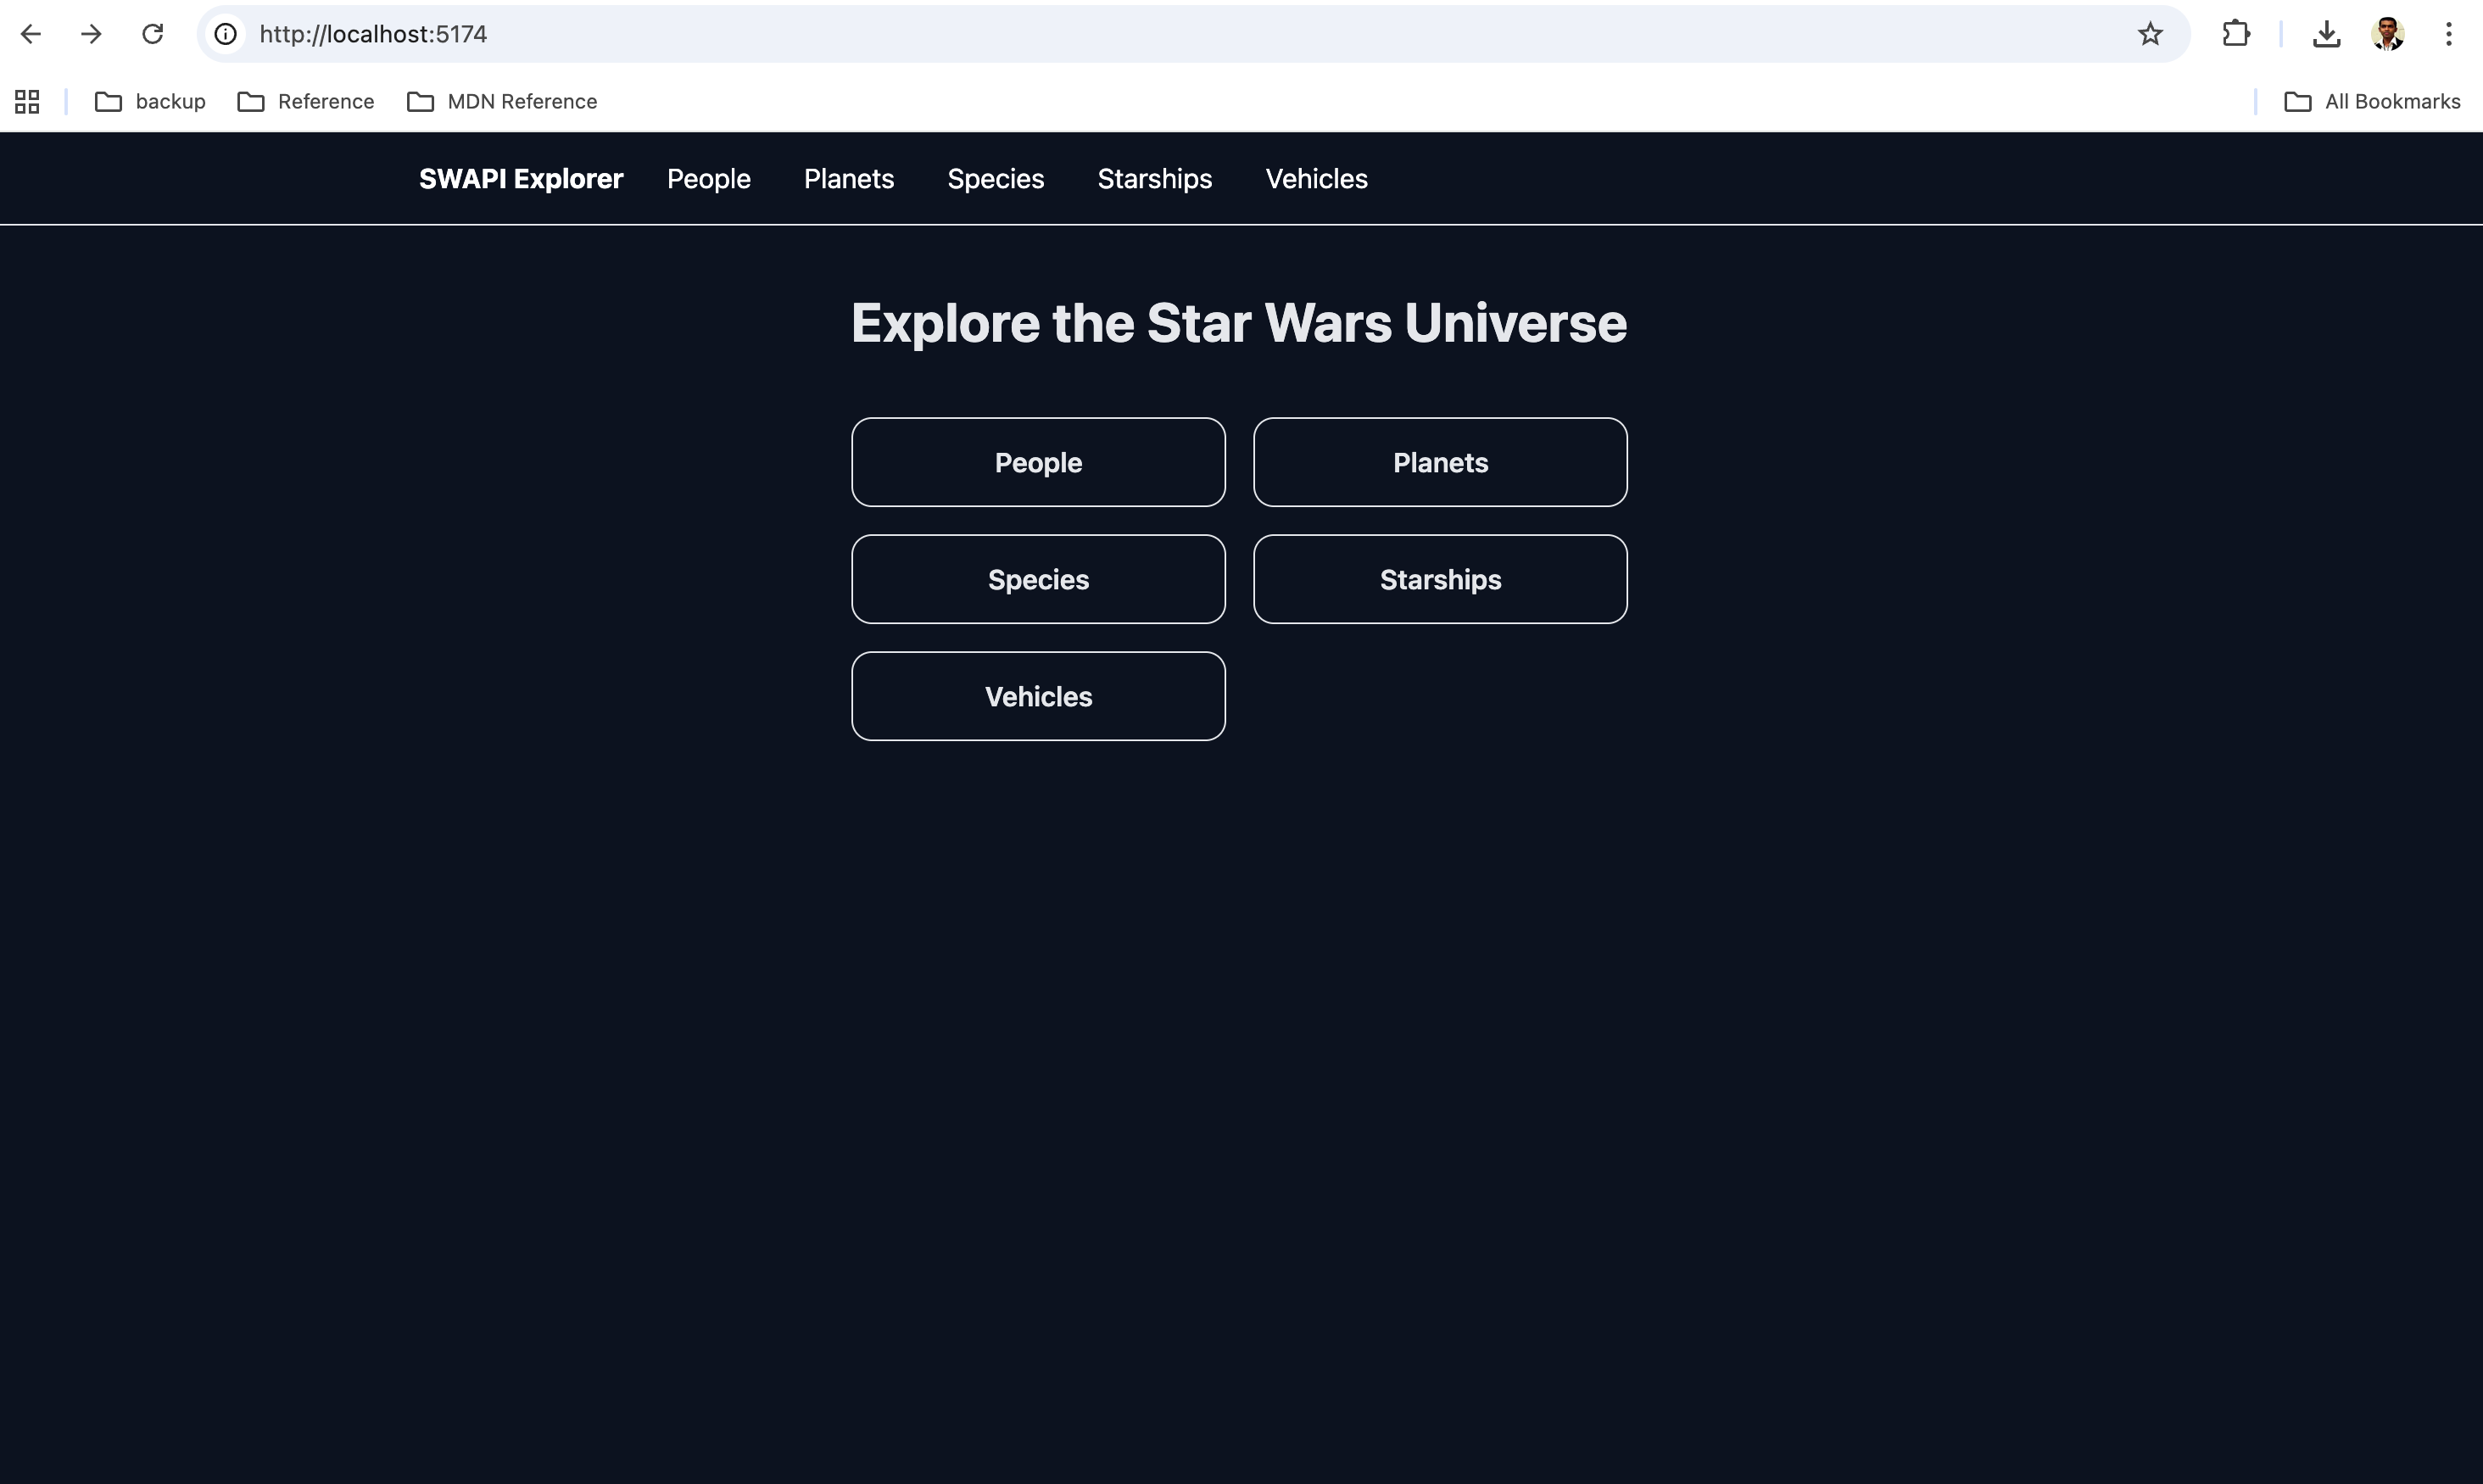 http://localhost:5174
backup Reference MDN Reference All Bookmarks
SWAPI Explorer People Planets Species Starships Vehicles
Explore the Star Wars Universe
People Planets
Species Starships
Vehicles